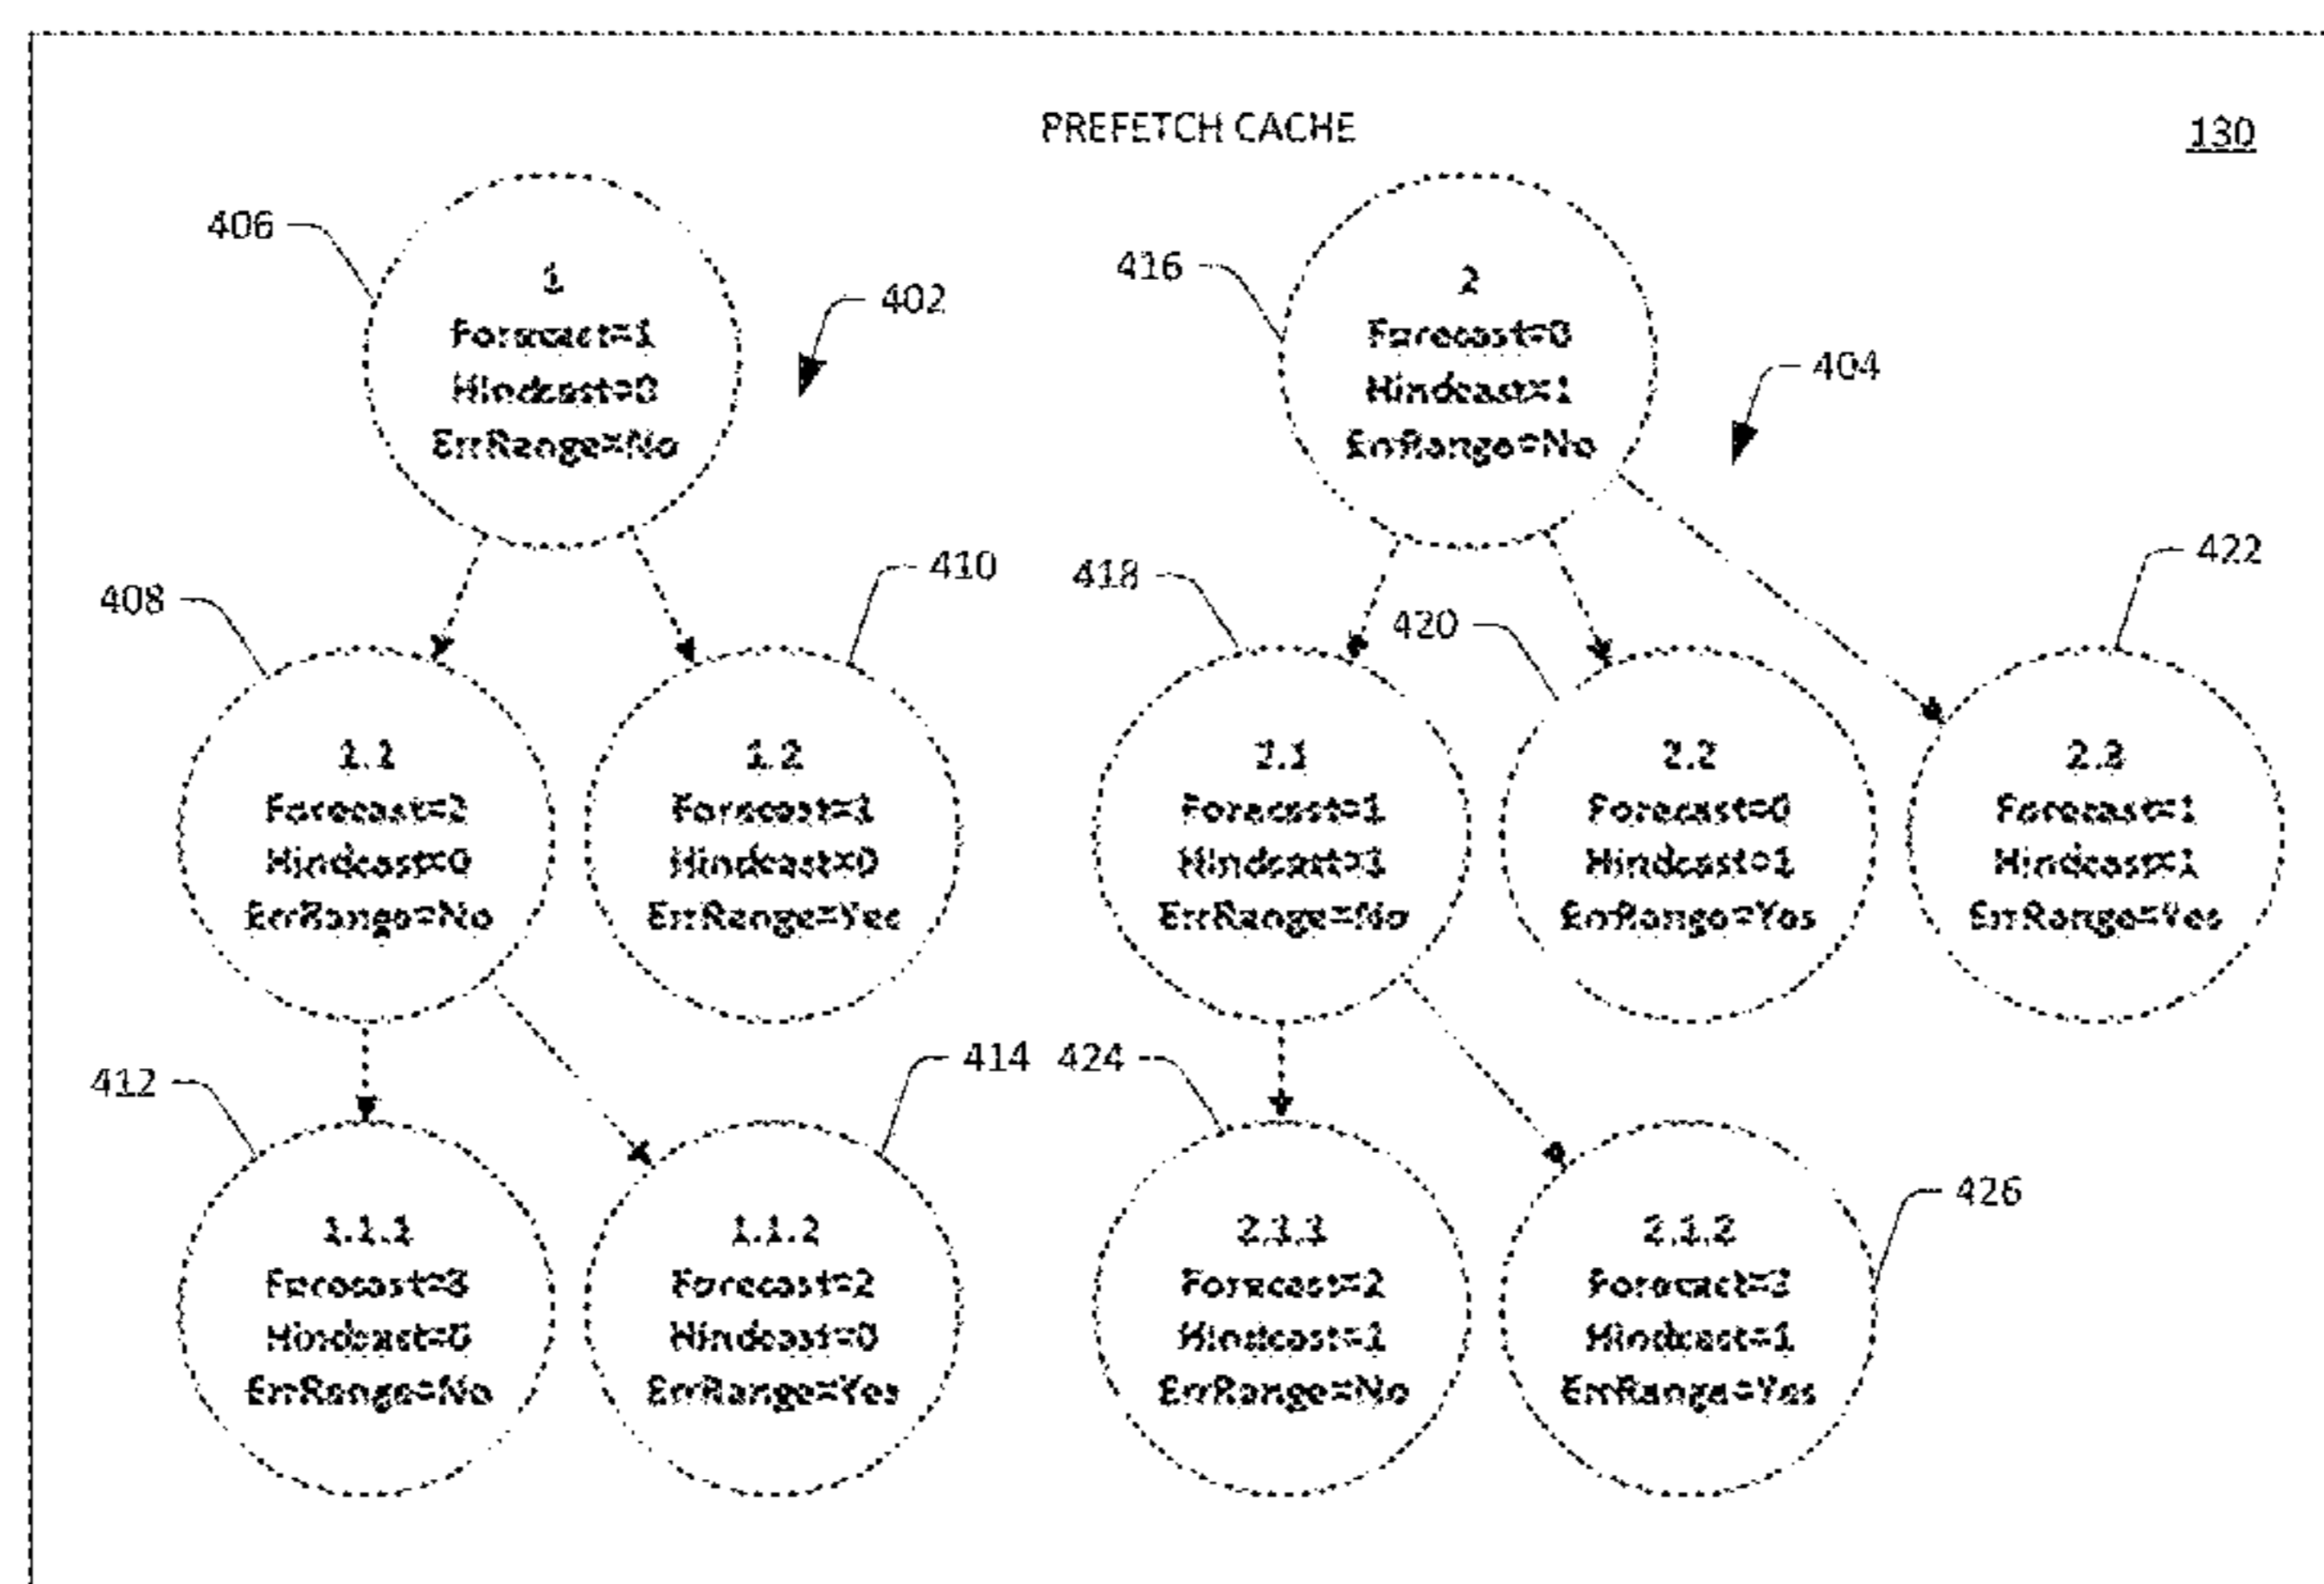 PREFETCH CACHE
130
406
1
Forecast=1
Hindcast=0
ErrRange=No
402
416
2
Forecast=0
Hindcast=1
ErrRange=No
404
408
1.1
Forecast=2
Hindcast=0
ErrRange=No
410
1.2
Forecast=1
Hindcast=0
ErrRange=Yes
418
2.1
Forecast=1
Hindcast=1
ErrRange=No
420
2.2
Forecast=0
Hindcast=1
ErrRange=Yes
422
2.3
Forecast=1
Hindcast=1
ErrRange=Yes
412
1.1.1
Forecast=3
Hindcast=0
ErrRange=No
414
1.1.2
Forecast=2
Hindcast=0
ErrRange=Yes
424
2.1.1
Forecast=2
Hindcast=1
ErrRange=No
426
2.1.2
Hindcast=1
ErrRange=Yes